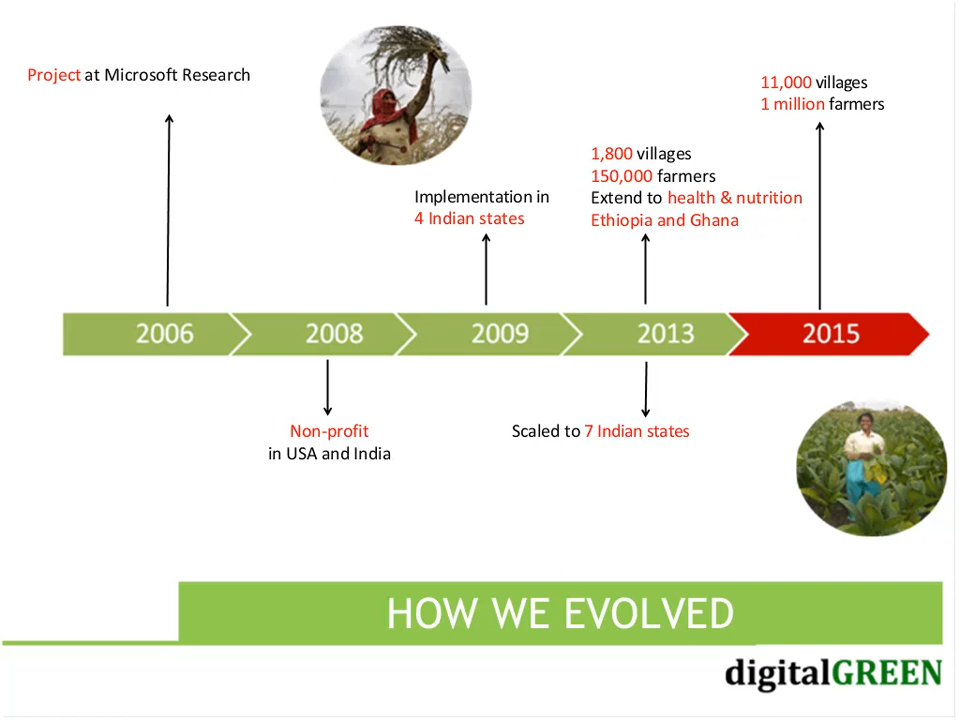 Project at Microsoft Research
11,000 villages
1 million farmers
1,800 villages
150,000 farmers
Extend to health & nutrition
Ethiopia and Ghana
Implementation in
4 Indian states
2006
2008
2009
2013
2015
Non-profit
in USA and India
Scaled to 7 Indian states
HOW WE EVOLVED
digitalGREEN